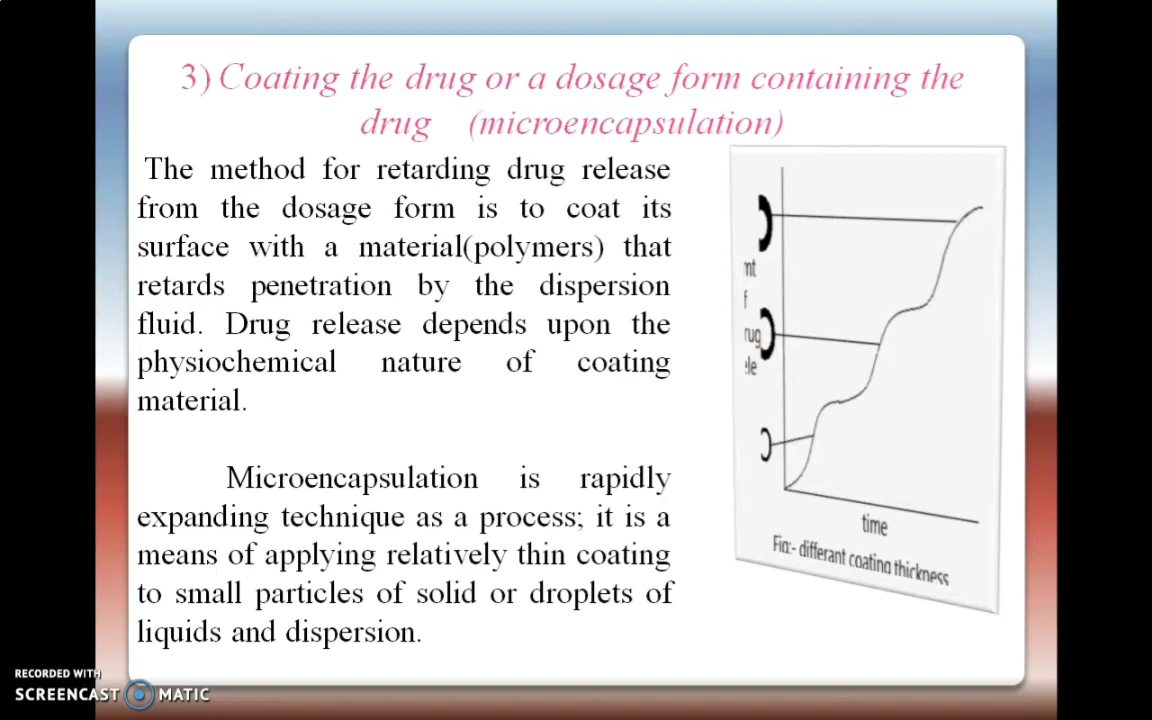 3) Coating the drug or a dosage form containing the
drug (microencapsulation)
The method for retarding drug release
from the dosage form is to coat its
surface with a material(polymers) that
retards penetration by the dispersion
fluid. Drug release depends upon the
physiochemical nature of coating
material.
Microencapsulation is rapidly
expanding technique as a process; it is a
means of applying relatively thin coating
to small particles of solid or droplets of
liquids and dispersion.
time
Fig:- differant coating thickness
RECORDED WITH
SCREENCAST MATIC